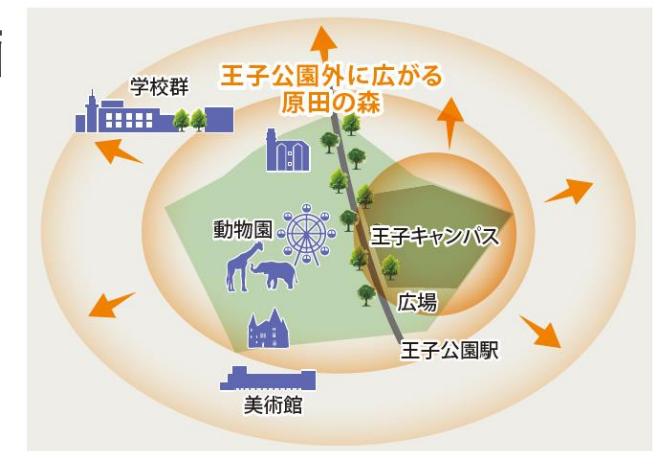 学校群
王子公園外に広がる
原田の森
動物園
王子キャンパス
広場
王子公園駅
美術館